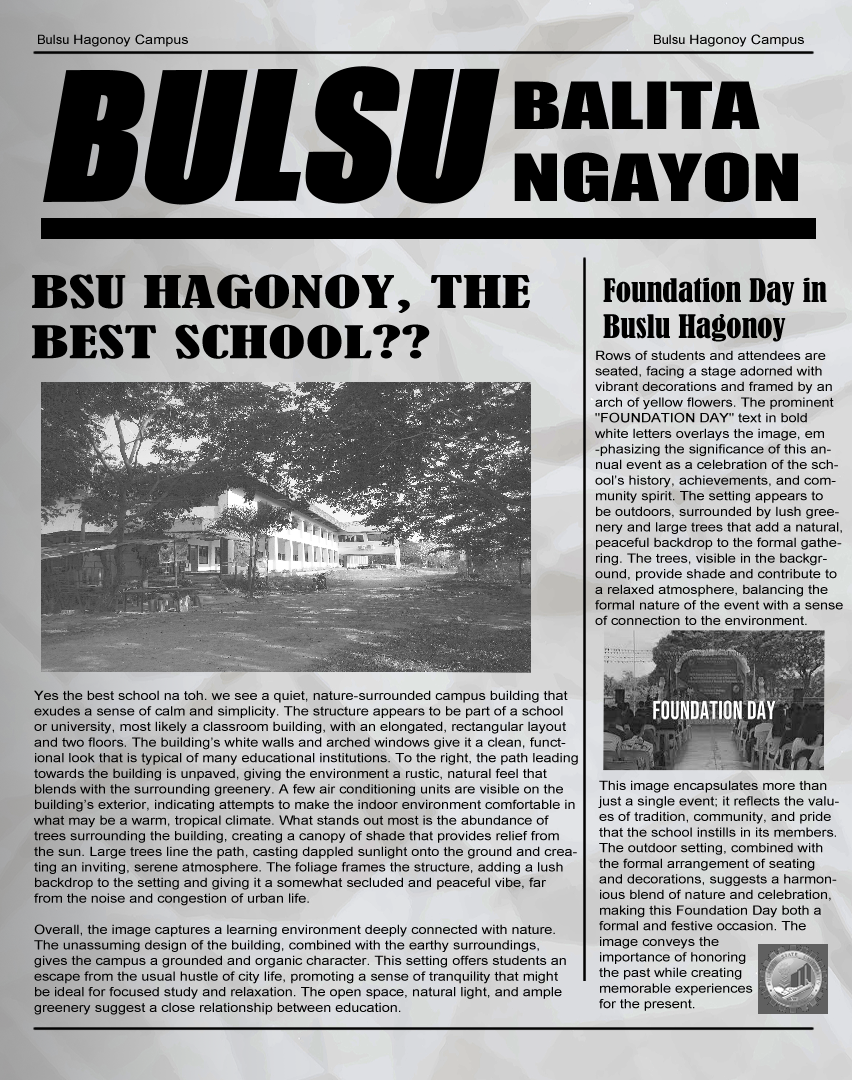 Bulsu Hagonoy Campus
Bulsu Hagonoy Campus
BULSU
BALITA
NGAYON
BSU HAGONOY, THE
BEST SCHOOL??
Yes the best school na toh. we see a quiet, nature-surrounded campus building that
exudes a sense of calm and simplicity. The structure appears to be part of a school
or university, most likely a classroom building, with an elongated, rectangular layout
and two floors. The building's white walls and arched windows give it a clean, funct-
ional look that is typical of many educational institutions. To the right, the path leading
towards the building is unpaved, giving the environment a rustic, natural feel that
blends with the surrounding greenery. A few air conditioning units are visible on the
building's exterior, indicating attempts to make the indoor environment comfortable in
what may be a warm, tropical climate. What stands out most is the abundance of
trees surrounding the building, creating a canopy of shade that provides relief from
the sun. Large trees line the path, casting dappled sunlight onto the ground and crea-
ting an inviting, serene atmosphere. The foliage frames the structure, adding a lush
backdrop to the setting and giving it a somewhat secluded and peaceful vibe, far
from the noise and congestion of urban life.
Overall, the image captures a learning environment deeply connected with nature.
The unassuming design of the building, combined with the earthy surroundings,
gives the campus a grounded and organic character. This setting offers students an
escape from the usual hustle of city life, promoting a sense of tranquility that might
be ideal for focused study and relaxation. The open space, natural light, and ample
greenery suggest a close relationship between education.
Foundation Day in
Buslu Hagonoy
Rows of students and attendees are
seated, facing a stage adorned with
vibrant decorations and framed by an
arch of yellow flowers. The prominent
"FOUNDATION DAY" text in bold
white letters overlays the image, em
-phasizing the significance of this an-
nual event as a celebration of the sch-
ool's history, achievements, and com-
munity spirit. The setting appears to
be outdoors, surrounded by lush gree-
nery and large trees that add a natural,
peaceful backdrop to the formal gathe-
ring. The trees, visible in the backgr-
ound, provide shade and contribute to
a relaxed atmosphere, balancing the
formal nature of the event with a sense
of connection to the environment.
FOUNDATION DAY
This image encapsulates more than
just a single event; it reflects the valu-
es of tradition, community, and pride
that the school instills in its members.
The outdoor setting, combined with
the formal arrangement of seating
and decorations, suggests a harmon-
ious blend of nature and celebration,
making this Foundation Day both a
formal and festive occasion. The
image conveys the
importance of honoring
the past while creating
memorable experiences
for the present.